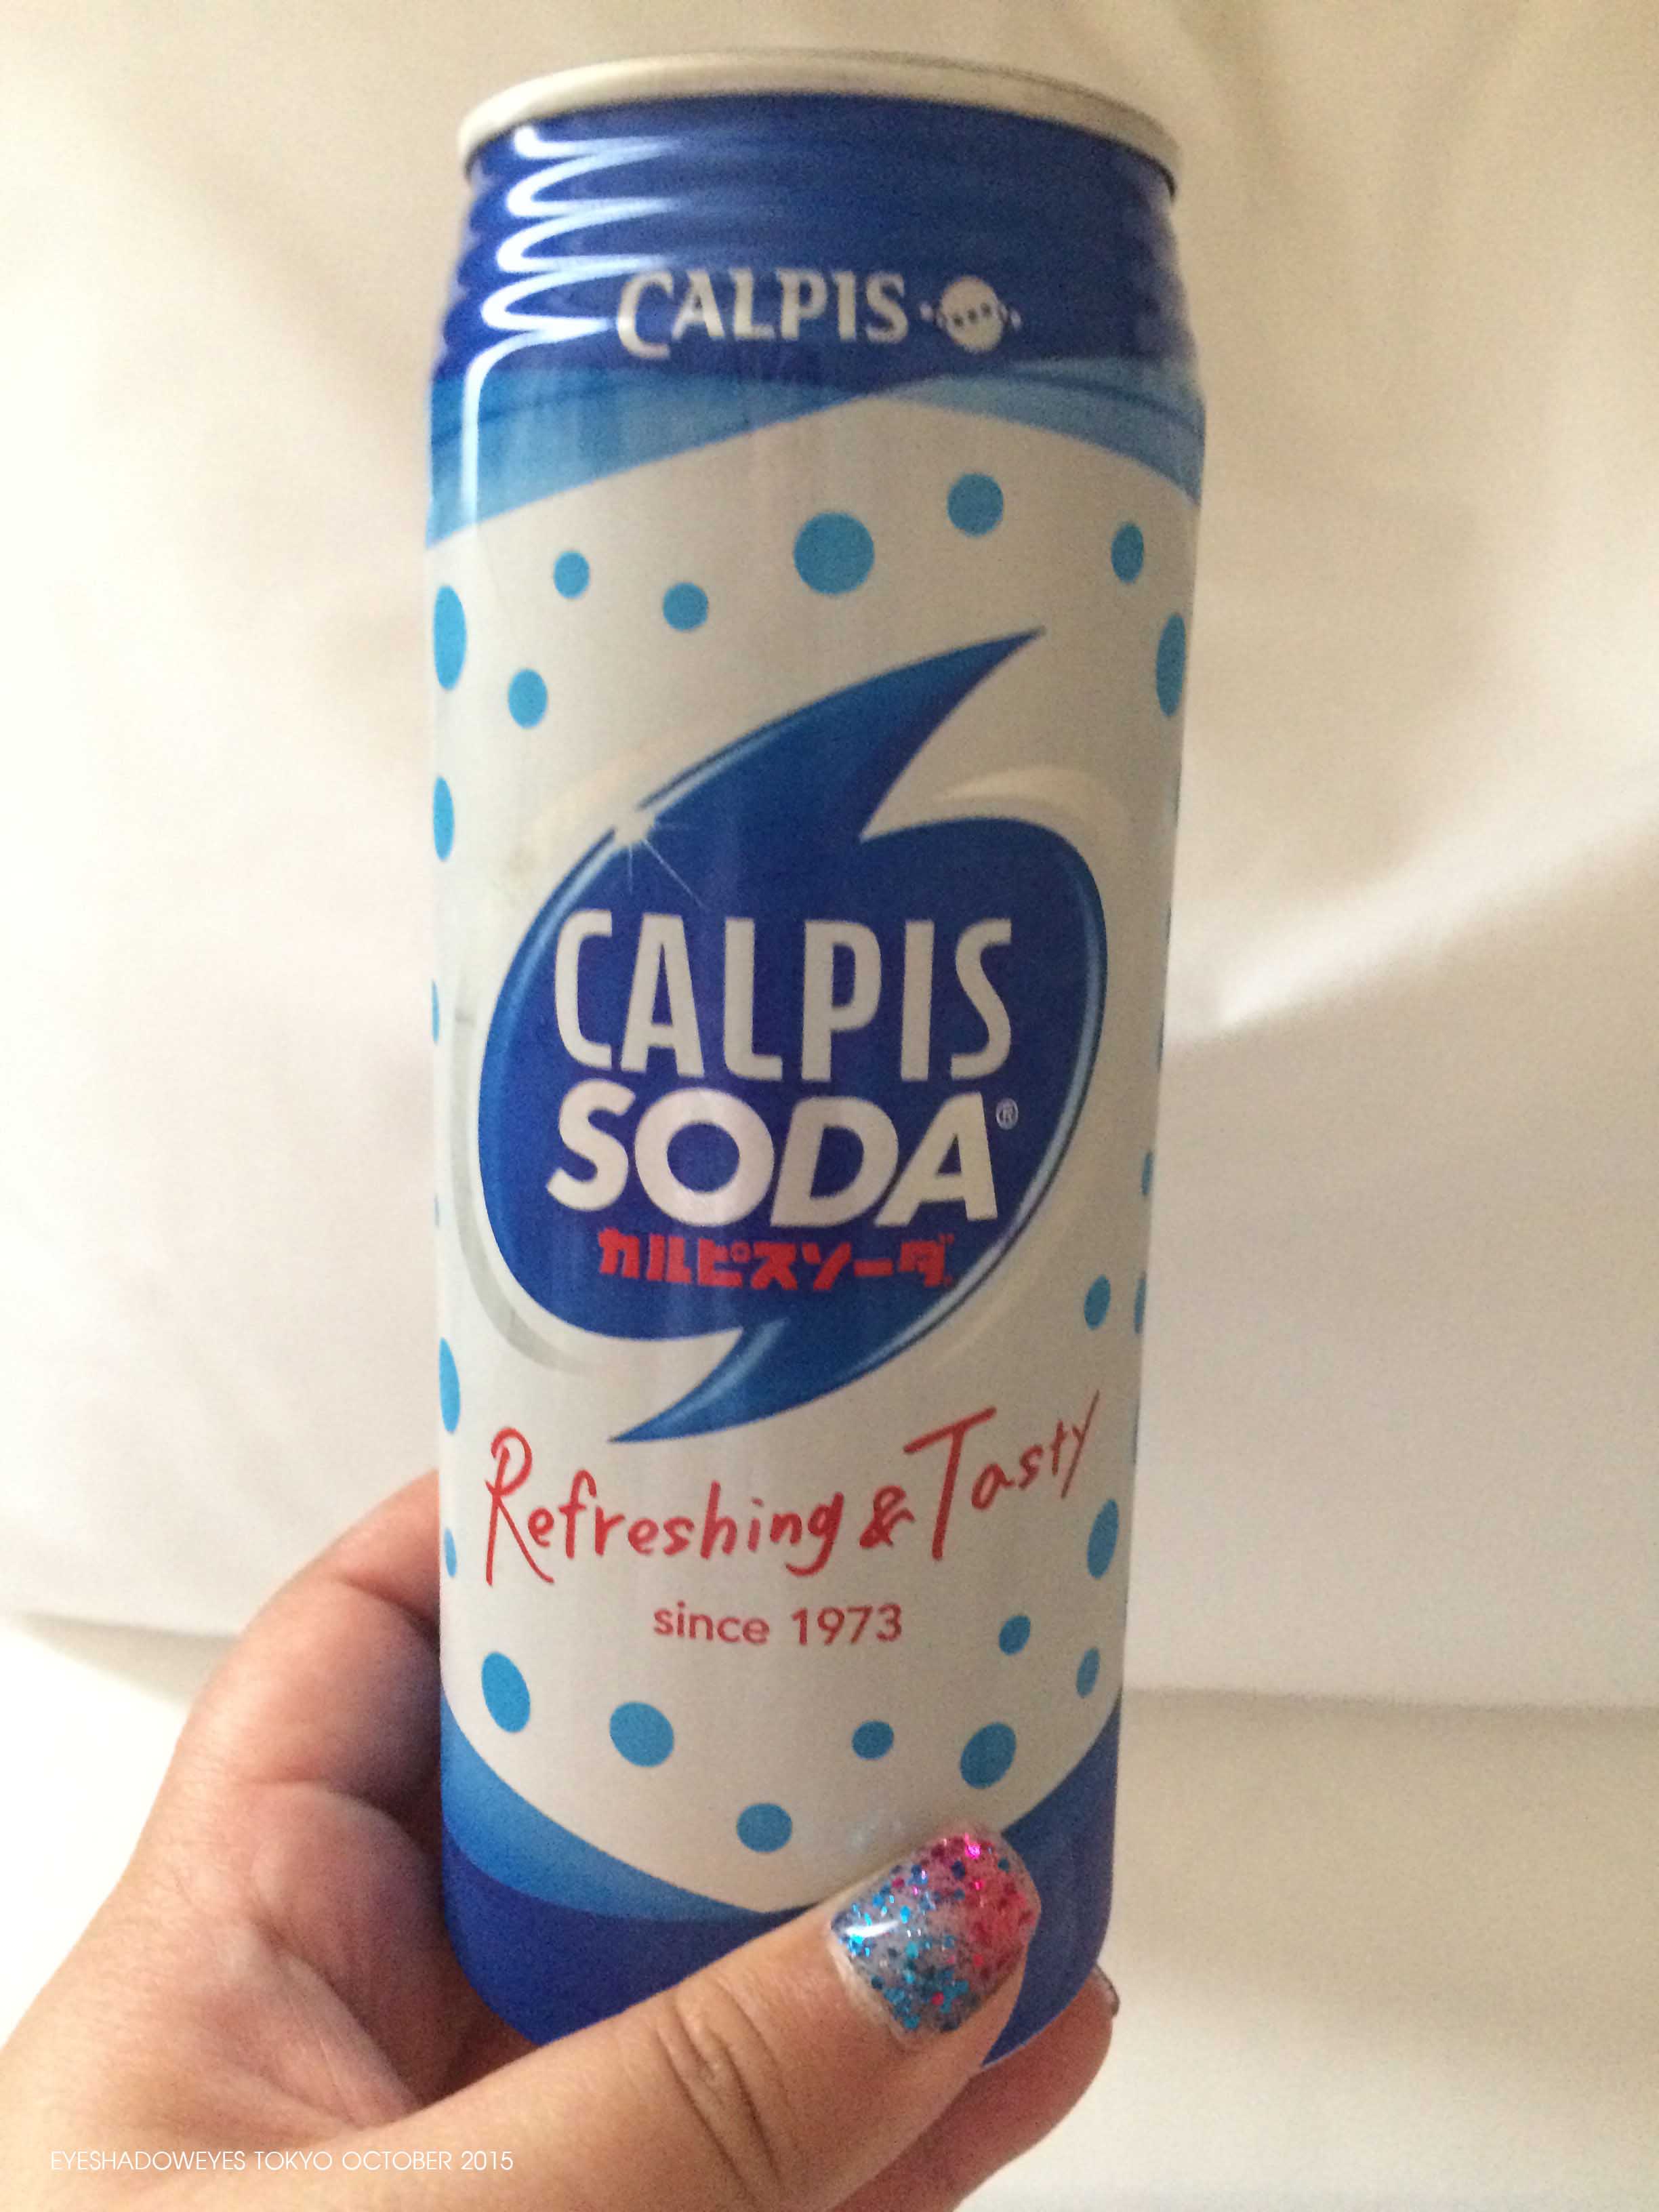 CALPIS
CALPIS
SODA®
カルピスソーダ
Refreshing & Tasty
since 1973
EYESHADOWEYES TOKYO OCTOBER 2015